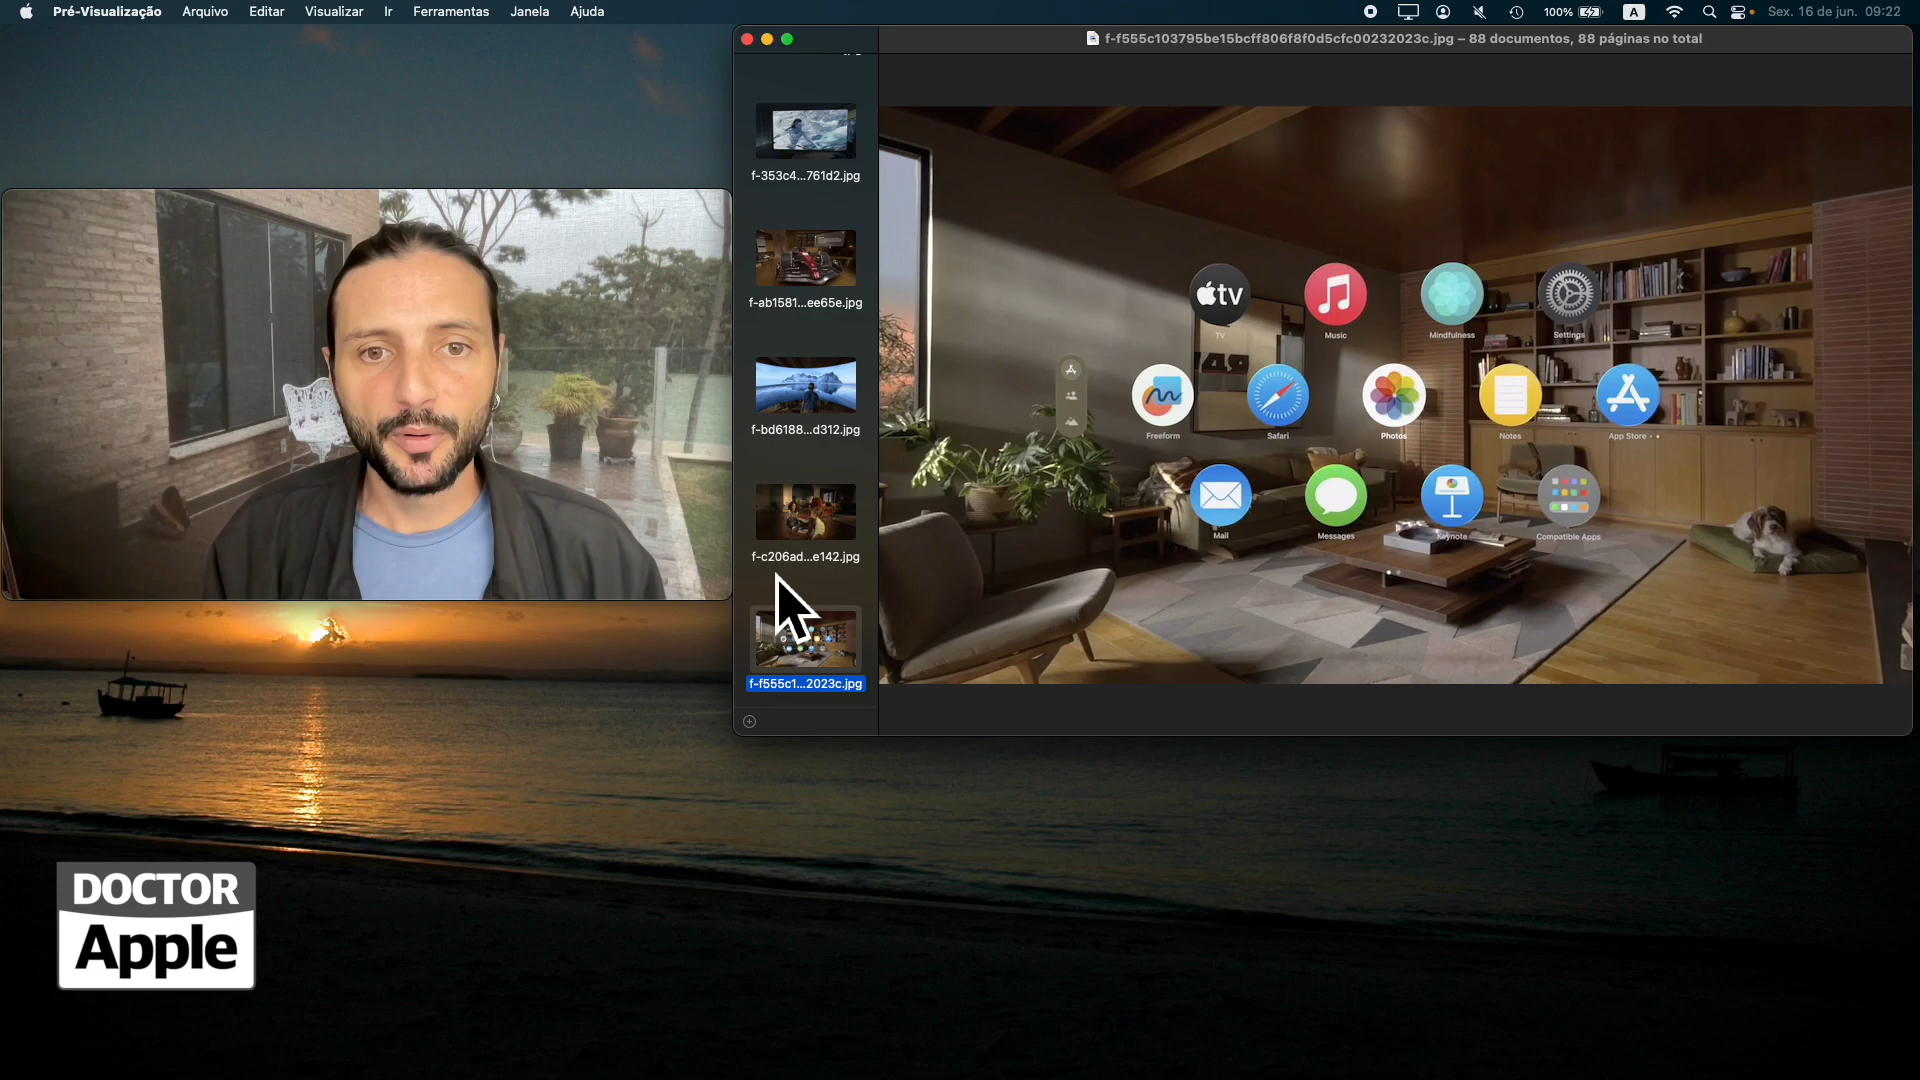 Pré-Visualização Arquivo Editar Visualizar Ir Ferramentas Janela Ajuda
100% A Sex. 16 de jun. 09:22
f-f555c103795be15bcff806f8f0d5cfc00232023c.jpg – 88 documentos, 88 páginas no total
f-353c4...761d2.jpg
f-ab1581...ee65e.jpg
f-bd6188...d312.jpg
f-c206ad...e142.jpg
f-f555c1...2023c.jpg
tv
TV
Music
Mindfulness
Settings
Freeform
Safari
Photos
Notes
App Store
Mail
Messages
Keynote
Compatible Apps
DOCTOR
Apple